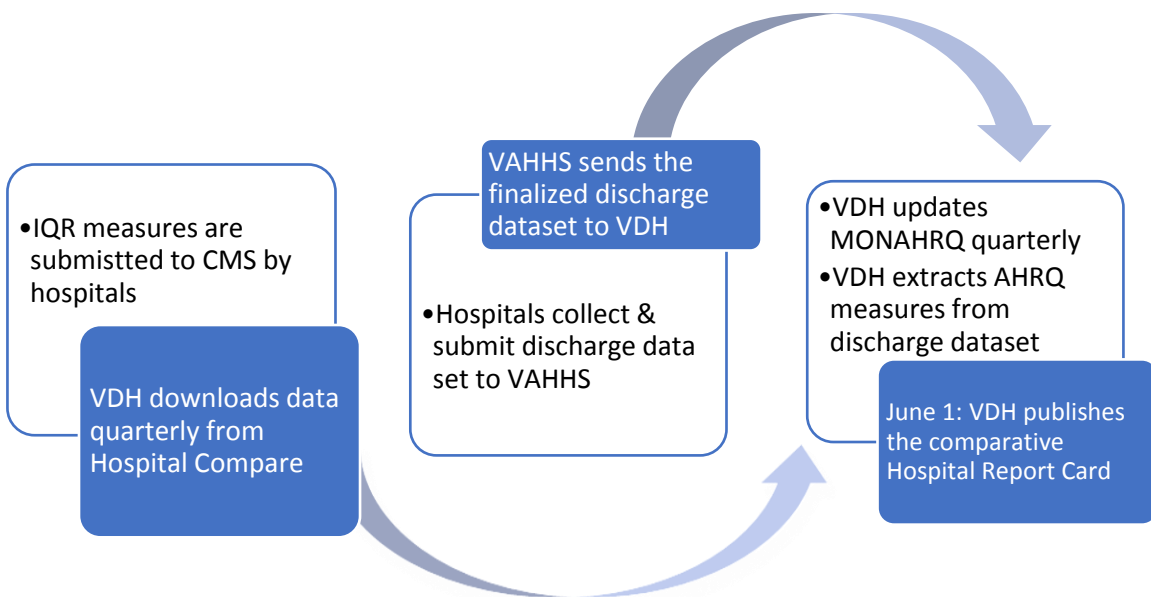 •IQR measures are
submistted to CMS by
hospitals
VDH downloads data
quarterly from
Hospital Compare
VAHHS sends the
finalized discharge
dataset to VDH
•Hospitals collect &
submit discharge data
set to VAHHS
•VDH updates
MONAHRQ quarterly
•VDH extracts AHRQ
measures from
discharge dataset
June 1: VDH publishes
the comparative
Hospital Report Card